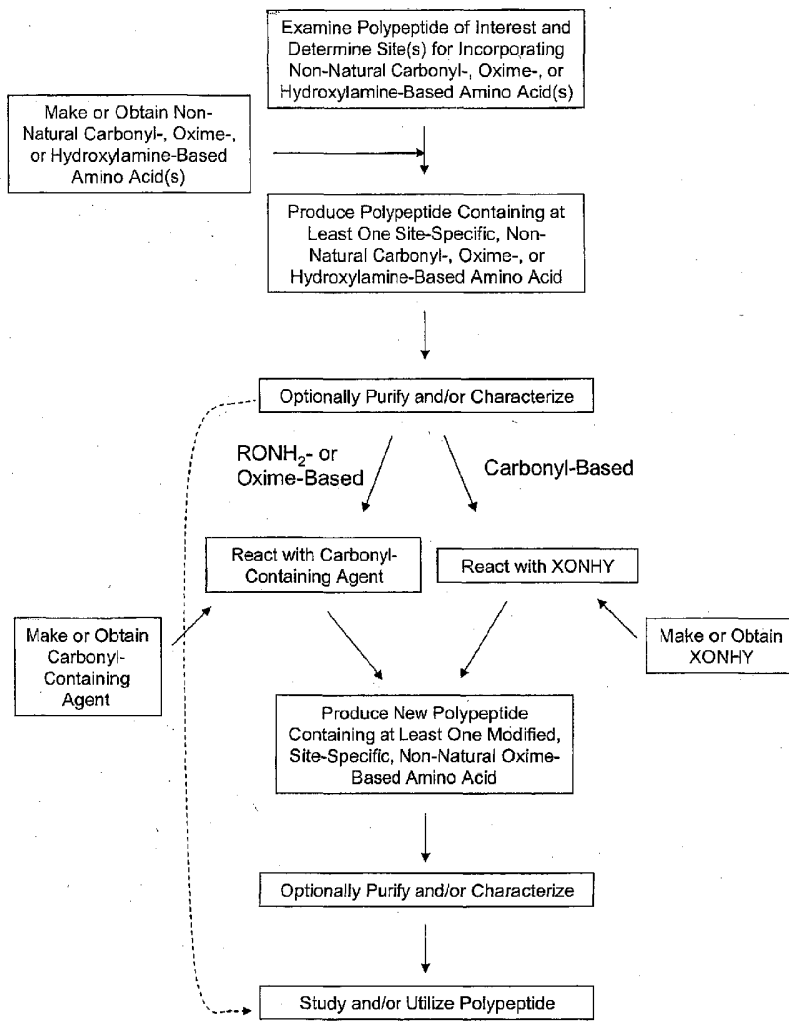 Examine Polypeptide of Interest and
Determine Site(s) for Incorporating
Non-Natural Carbonyl-, Oxime-, or
Hydroxylamine-Based Amino Acid(s)
Make or Obtain Non-
Natural Carbonyl-, Oxime-,
or Hydroxylamine-Based
Amino Acid(s)
Produce Polypeptide Containing at
Least One Site-Specific, Non-
Natural Carbonyl-, Oxime-, or
Hydroxylamine-Based Amino Acid
Optionally Purify and/or Characterize
RONH₂- or
Oxime-Based
Carbonyl-Based
React with Carbonyl-
Containing Agent
React with XONHY
Make or Obtain
Carbonyl-
Containing
Agent
Make or Obtain
XONHY
Produce New Polypeptide
Containing at Least One Modified,
Site-Specific, Non-Natural Oxime-
Based Amino Acid
Optionally Purify and/or Characterize
Study and/or Utilize Polypeptide